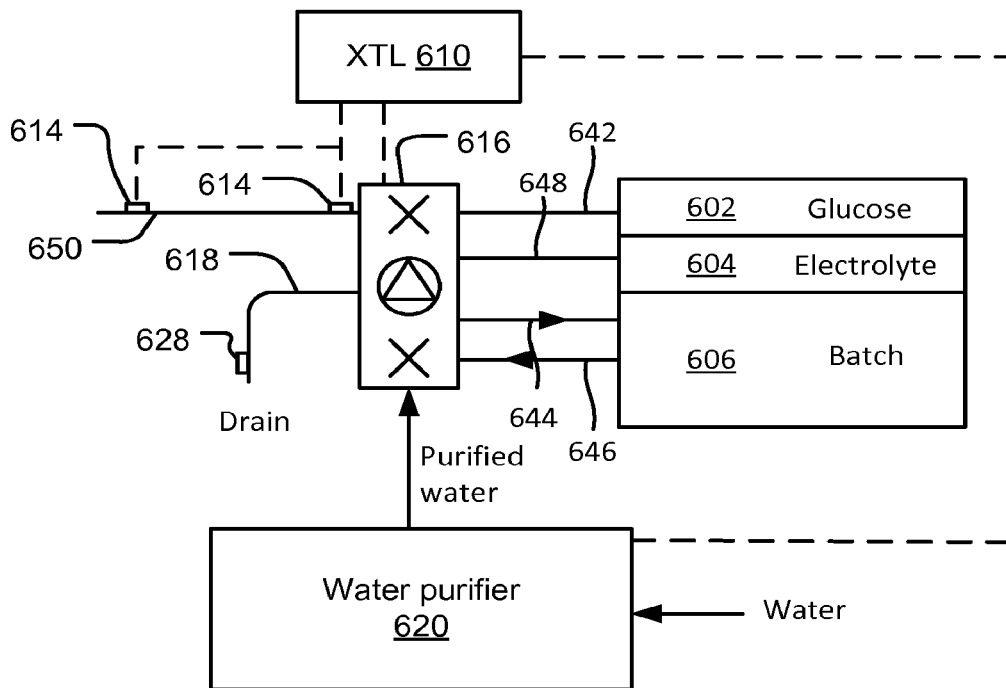 XTL 610
614
616
642
614
648
602 Glucose
650
618
604 Electrolyte
628
606 Batch
Drain
644
646
Purified
water
Water purifier
620
Water